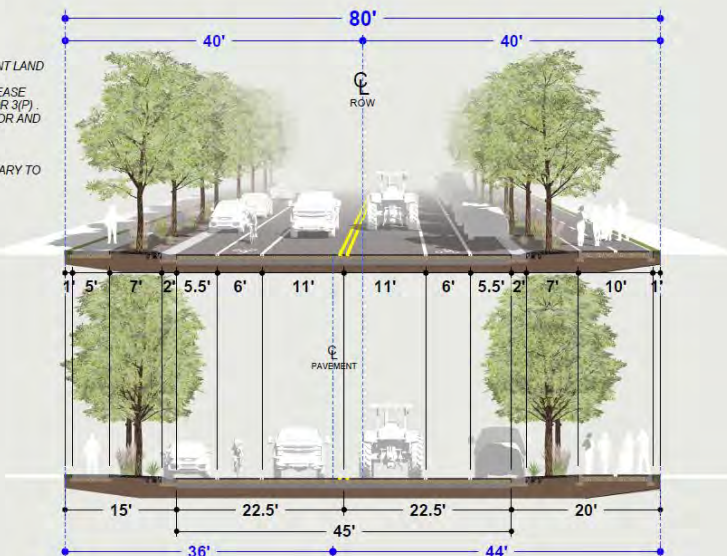 80'
40' 40'
NT LAND
EASE
R 3(P) .
OR AND
ARY TO
CL
ROW
1' 5' 7' 2' 5.5' 6' 11' 11' 6' 5.5' 2' 7' 10' 1'
CL
PAVEMENT
15' 22.5' 22.5' 20'
45'
36' 44'